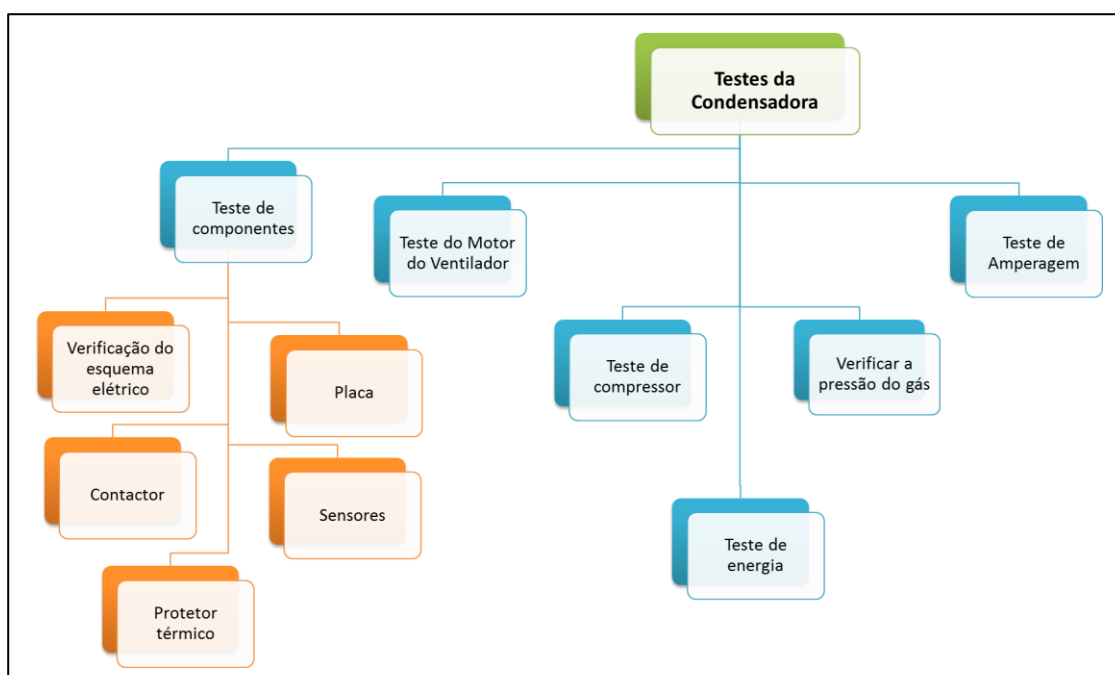 Testes da
Condensadora
Teste de
componentes
Teste do Motor
do Ventilador
Teste de
Amperagem
Verificação do
esquema
elétrico
Placa
Teste de
compressor
Verificar a
pressão do gás
Contactor
Sensores
Teste de
energia
Protetor
térmico